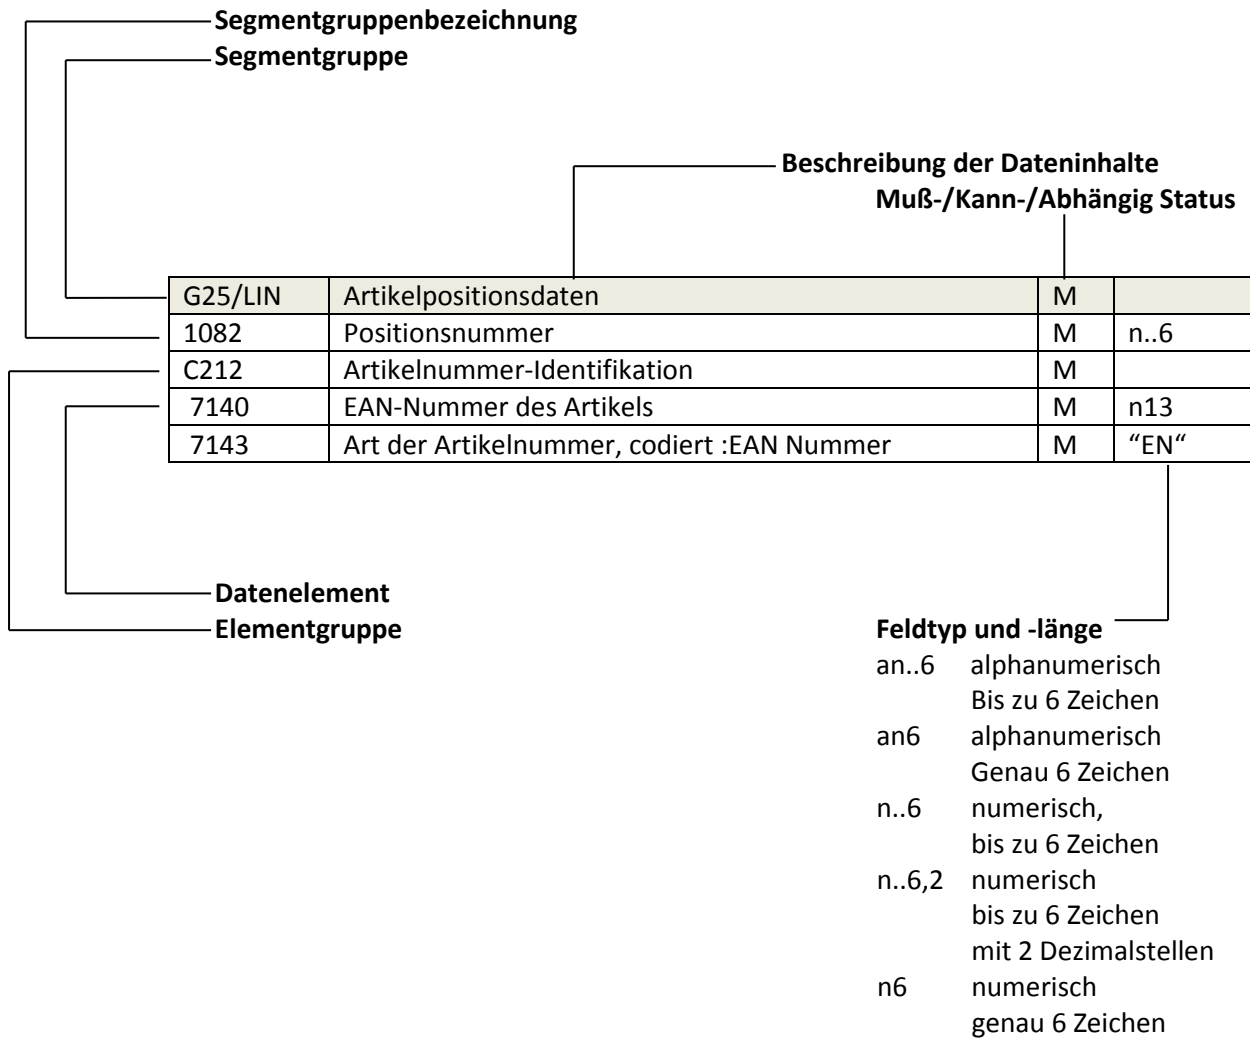 Segmentgruppenbezeichnung
Segmentgruppe
Beschreibung der Dateninhalte
Muß-/Kann-/Abhängig Status
G25/LIN Artikelpositionsdaten M
1082 Positionsnummer M n..6
C212 Artikelnummer-Identifikation M
7140 EAN-Nummer des Artikels M n13
7143 Art der Artikelnummer, codiert :EAN Nummer M “EN“
Datenelement
Elementgruppe
Feldtyp und -länge
an..6 alphanumerisch
Bis zu 6 Zeichen
an6 alphanumerisch
Genau 6 Zeichen
n..6 numerisch,
bis zu 6 Zeichen
n..6,2 numerisch
bis zu 6 Zeichen
mit 2 Dezimalstellen
n6 numerisch
genau 6 Zeichen